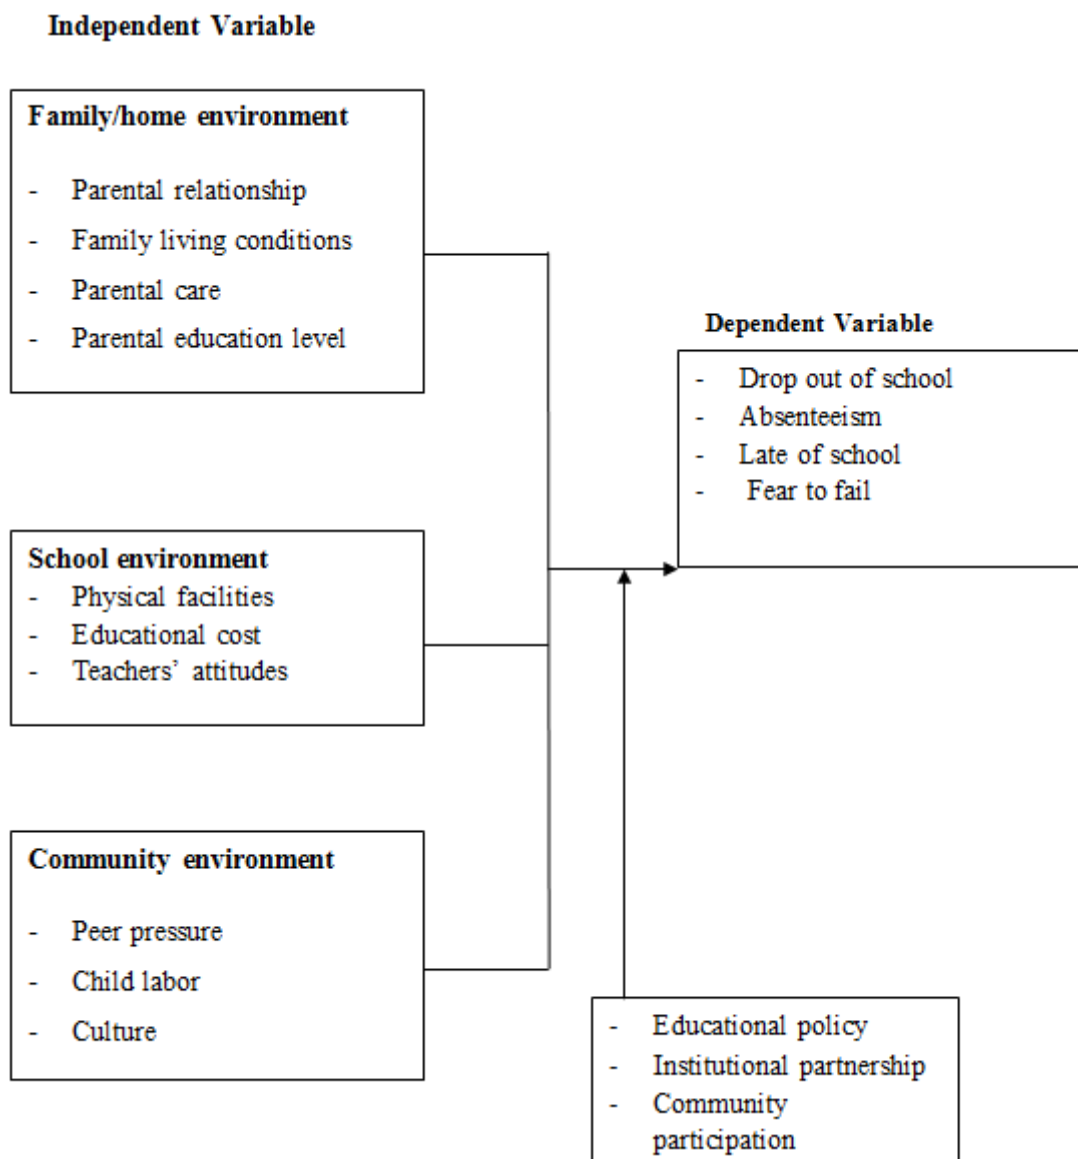 Independent Variable
Family/home environment
- Parental relationship
- Family living conditions
- Parental care
- Parental education level
Dependent Variable
- Drop out of school
- Absenteeism
- Late of school
- Fear to fail
School environment
- Physical facilities
- Educational cost
- Teachers’ attitudes
Community environment
- Peer pressure
- Child labor
- Culture
- Educational policy
- Institutional partnership
- Community
participation